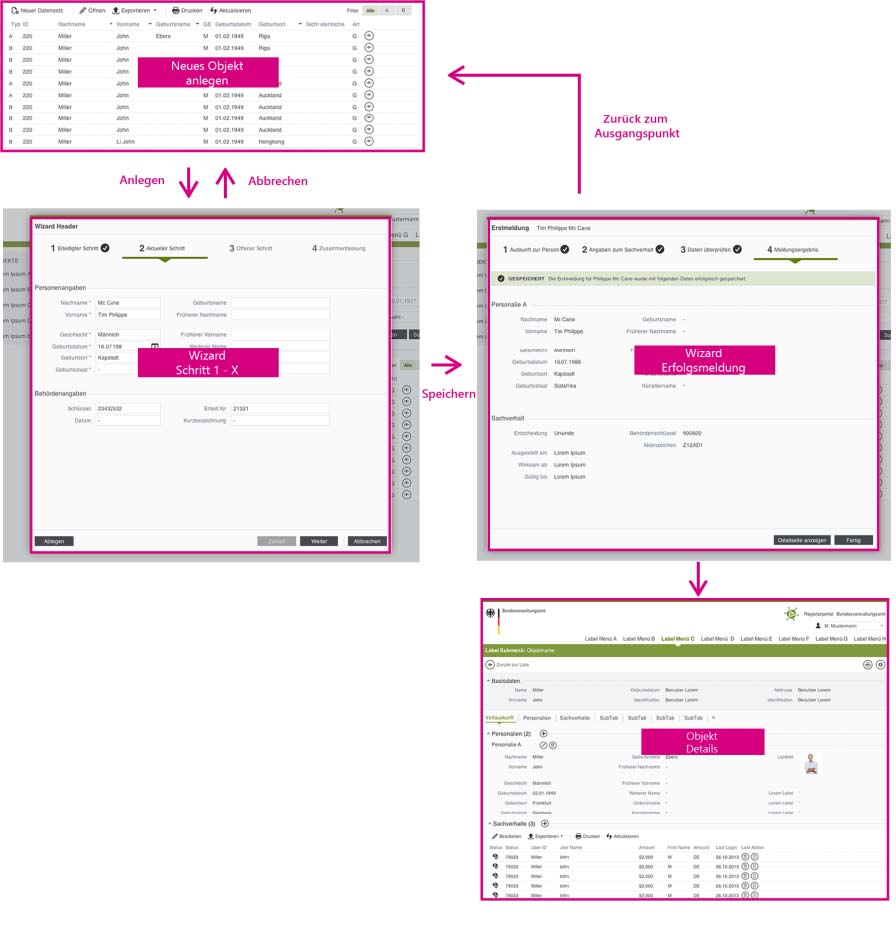 Neuer Datensatz Öffnen Exportieren Drucken Aktualisieren Filter Alle A B
Typ ID Nachname Vorname Geburtsname GE Geburtsdatum Geburtsort Nicht identische Art
A 220 Miller John Ebers M 01.02.1949 Riga G
B 220 Miller John M 01.02.1949 Riga G
B 220 Miller John G
B 220 Miller John G
A 220 Miller John G
B 220 Miller John M 01.02.1949 Auckland G
B 220 Miller John M 01.02.1949 Auckland G
B 220 Miller John M 01.02.1949 Auckland G
B 220 Miller John M 01.02.1949 Auckland G
B 220 Miller Li John M 01.02.1949 Hongkong G
Neues Objekt
anlegen
Zurück zum
Ausgangspunkt
Anlegen
Abbrechen
Wizard Header
1 Erledigter Schritt 2 Aktueller Schritt 3 Offener Schritt 4 Zusammenfassung
Personenangaben
Nachname * Mc Cane Geburtsname
Vorname * Tim Philippe Früherer Nachname
Geschlecht * Männich Früherer Vorname
Geburtsdatum * 16.07.198 Weiterer Name
Geburtsort * Kapstadt
Geburtsstaat * -
Wizard
Schritt 1 - X
Behördenangaben
Schlüssel 23432532 Erteilt für 21321
Datum - Kurzbezeichnung -
Ablegen Zurück Weiter Abbrechen
Speichern
Erstmeldung Tim Philippe Mc Cane
1 Auskunft zur Person 2 Angaben zum Sachverhalt 3 Daten überprüfen 4 Meldungsergebnis
GESPEICHERT Die Erstmeldung für Philippe Mc Cane wurde mit folgenden Daten erfolgreich gespeichert.
Personalie A
Nachname Mc Cane Geburtsname -
Vorname Tim Philippe Früherer Nachname -
Geschlecht Männich
Geburtsdatum 16.07.1988
Geburtsort Kapstadt
Geburtsstaat Südafrika Künstlername -
Wizard
Erfolgsmeldung
Sachverhalt
Entscheidung Urkunde Behördenschlüssel 900600
Aktenzeichen Z12AD1
Ausgestellt am Lorem Ipsum
Wirksam ab Lorem Ipsum
Gültig bis Lorem Ipsum
Detailseite anzeigen Fertig
Bundesverwaltungsamt
Registerportal Bundesverwaltungsamt
M. Mustermann
Label Menü A Label Menü B Label Menü C Label Menü D Label Menü E Label Menü F Label Menü G Label Menü H
Label Submenü: Objektname
Zurück zur Liste
Basisdaten
Name Miller Geburtsdatum Benutzer Lorem Addresse Benutzer Lorem
Vorname John Identifikation Benutzer Lorem Identifikation Benutzer Lorem
Vollauskunft Personalien Sachverhalte SubTab SubTab SubTab SubTab
Personalien (2)
Personalie A
Nachname Miller Geburtsname Ebers Lichtbild
Vorname John Früherer Nachname -
Geschlecht Männich Früherer Vorname -
Geburtsdatum 02.01.1949 Weiterer Name - Lorem Label -
Geburtsort Frankfurt Ordensname - Lorem Label -
Geburtsstaat Germany Künstlername - Lorem Label -
Objekt
Details
Sachverhalte (3)
Bearbeiten Exportieren Drucken Aktualisieren
Status Status User ID Name Amount First Name Amount Last Login Last Action
79033 Miller John $2.000 M DE 26.10.2013
79033 Miller John $2.000 M DE 26.10.2013
79033 Miller John $2.000 M DE 26.10.2013
79033 Miller John $2.000 M DE 26.10.2013
79033 Miller John $2.000 M DE 26.10.2013